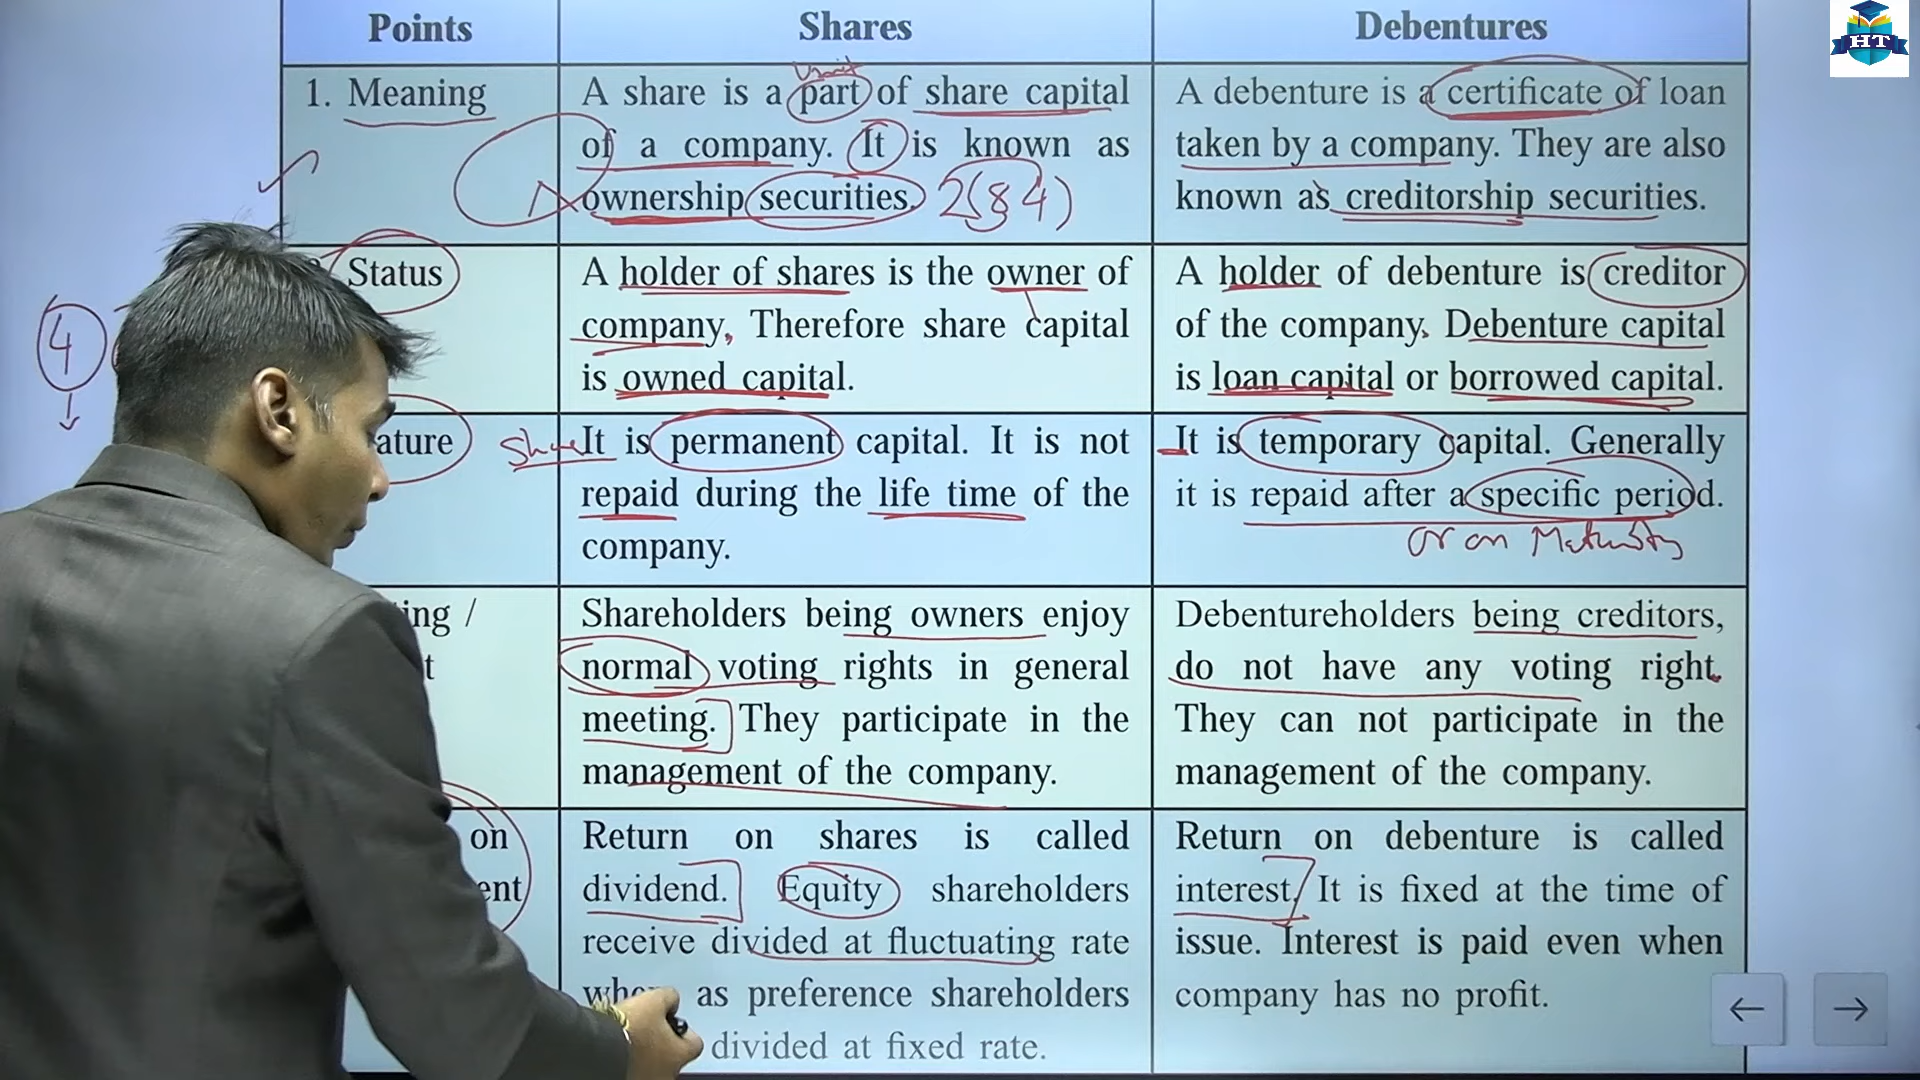 HT
Points Shares Debentures
1. Meaning
Unit
A share is a part of share capital
of a company. It is known as
ownership securities. 2(84)
A debenture is a certificate of loan
taken by a company. They are also
known as creditorship securities.
4
Status
A holder of shares is the owner of
company, Therefore share capital
is owned capital.
A holder of debenture is creditor
of the company. Debenture capital
is loan capital or borrowed capital.
ature
Share
It is permanent capital. It is not
repaid during the life time of the
company.
It is temporary capital. Generally
it is repaid after a specific period.
or on Maturity
ing /
t
Shareholders being owners enjoy
normal voting rights in general
meeting. They participate in the
management of the company.
Debentureholders being creditors,
do not have any voting right.
They can not participate in the
management of the company.
on
ent
Return on shares is called
dividend. Equity shareholders
receive divided at fluctuating rate
where as preference shareholders
divided at fixed rate.
Return on debenture is called
interest. It is fixed at the time of
issue. Interest is paid even when
company has no profit.